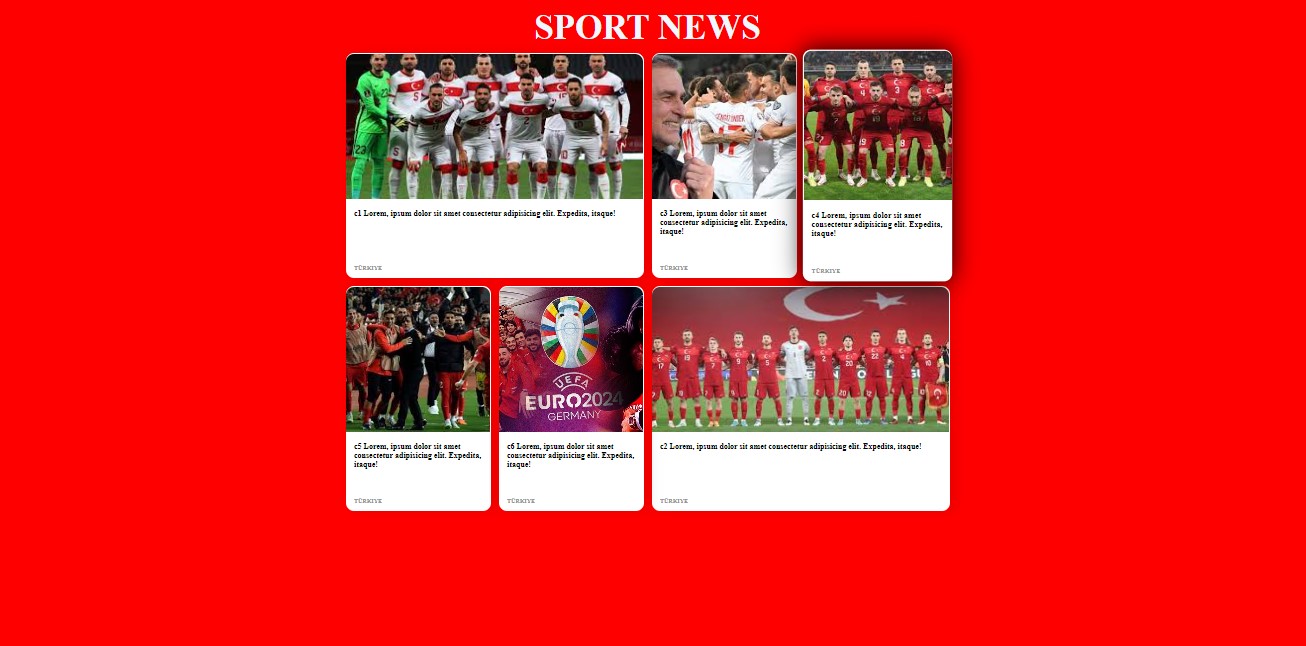 SPORT NEWS
c1 Lorem, ipsum dolor sit amet consectetur adipisicing elit. Expedita, itaque!
TÜRKIYE
c3 Lorem, ipsum dolor sit amet
consectetur adipisicing elit. Expedita,
itaque!
TÜRKIYE
c4 Lorem, ipsum dolor sit amet
consectetur adipisicing elit. Expedita,
itaque!
TÜRKIYE
c5 Lorem, ipsum dolor sit amet
consectetur adipisicing elit. Expedita,
itaque!
TÜRKIYE
UEFA
EURO2024
GERMANY
c6 Lorem, ipsum dolor sit amet
consectetur adipisicing elit. Expedita,
itaque!
TÜRKIYE
c2 Lorem, ipsum dolor sit amet consectetur adipisicing elit. Expedita, itaque!
TÜRKIYE